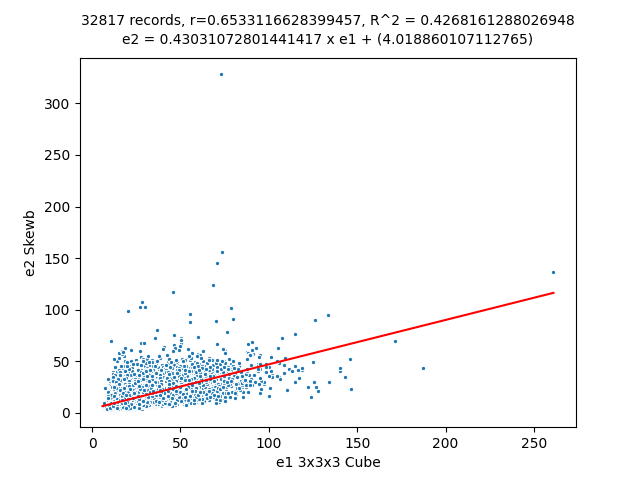 32817 records, r=0.6533116628399457, R^2 = 0.4268161288026948
e2 = 0.43031072801441417 x e1 + (4.018860107112765)
300
250
200
150
100
50
0
e2 Skewb
0 50 100 150 200 250
e1 3x3x3 Cube